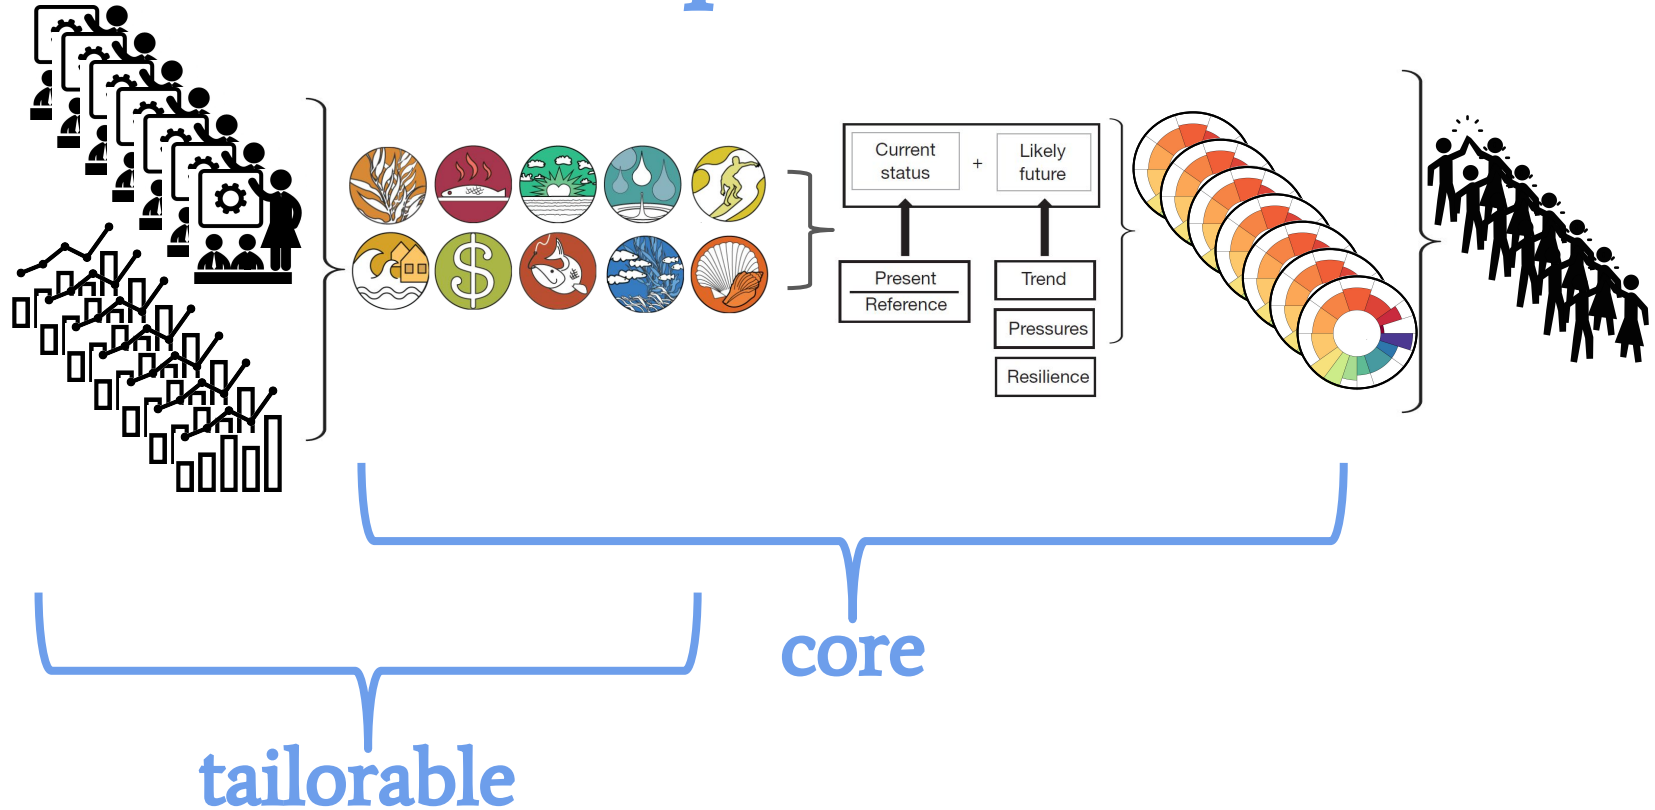 Current
status
+
Likely
future
Present
Reference
Trend
Pressures
Resilience
$
core
tailorable